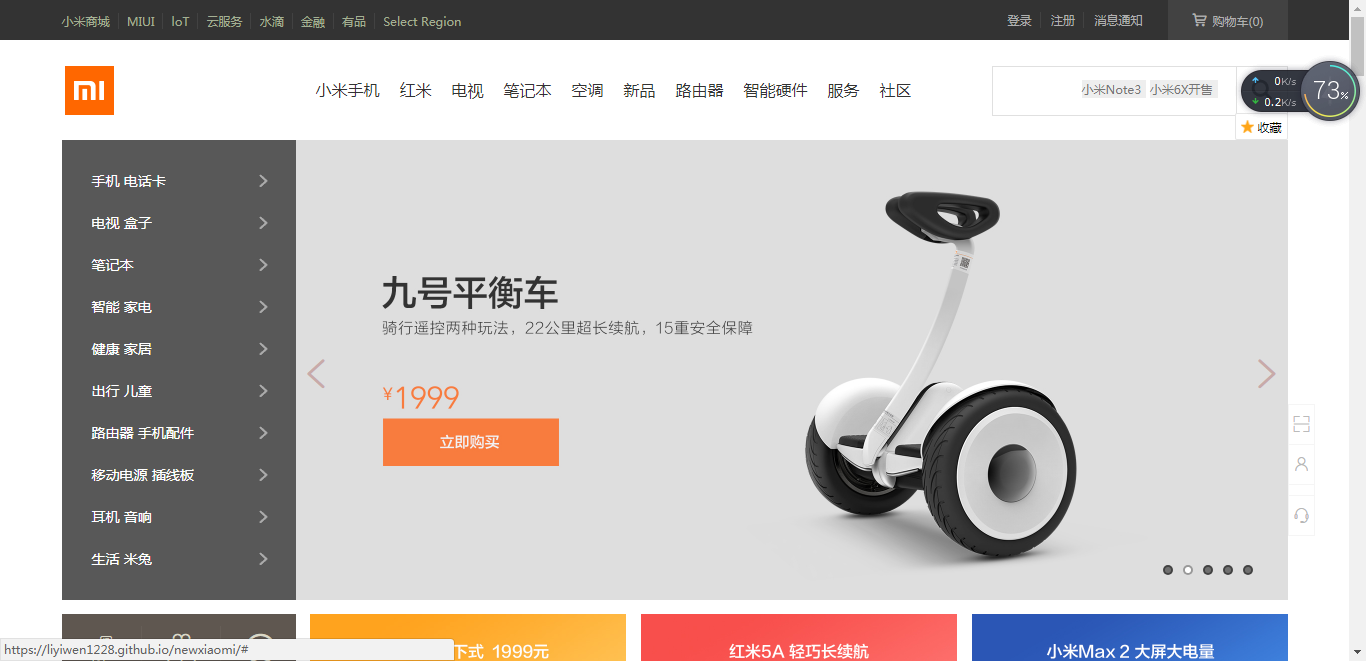 小米商城 MIUI loT 云服务 水滴 金融 有品 Select Region 登录 注册 消息通知 购物车(0)
小米手机 红米 电视 笔记本 空调 新品 路由器 智能硬件 服务 社区 小米Note3 小米6X开售
0K/s
0.2K/s
73%
收藏
手机 电话卡
电视 盒子
笔记本
智能 家电
健康 家居
出行 儿童
路由器 手机配件
移动电源 插线板
耳机 音响
生活 米兔
九号平衡车
骑行遥控两种玩法，22公里超长续航，15重安全保障
¥1999
立即购买
下式 1999元
红米5A 轻巧长续航
小米Max 2 大屏大电量
https://liyiwen1228.github.io/newxiaomi/#